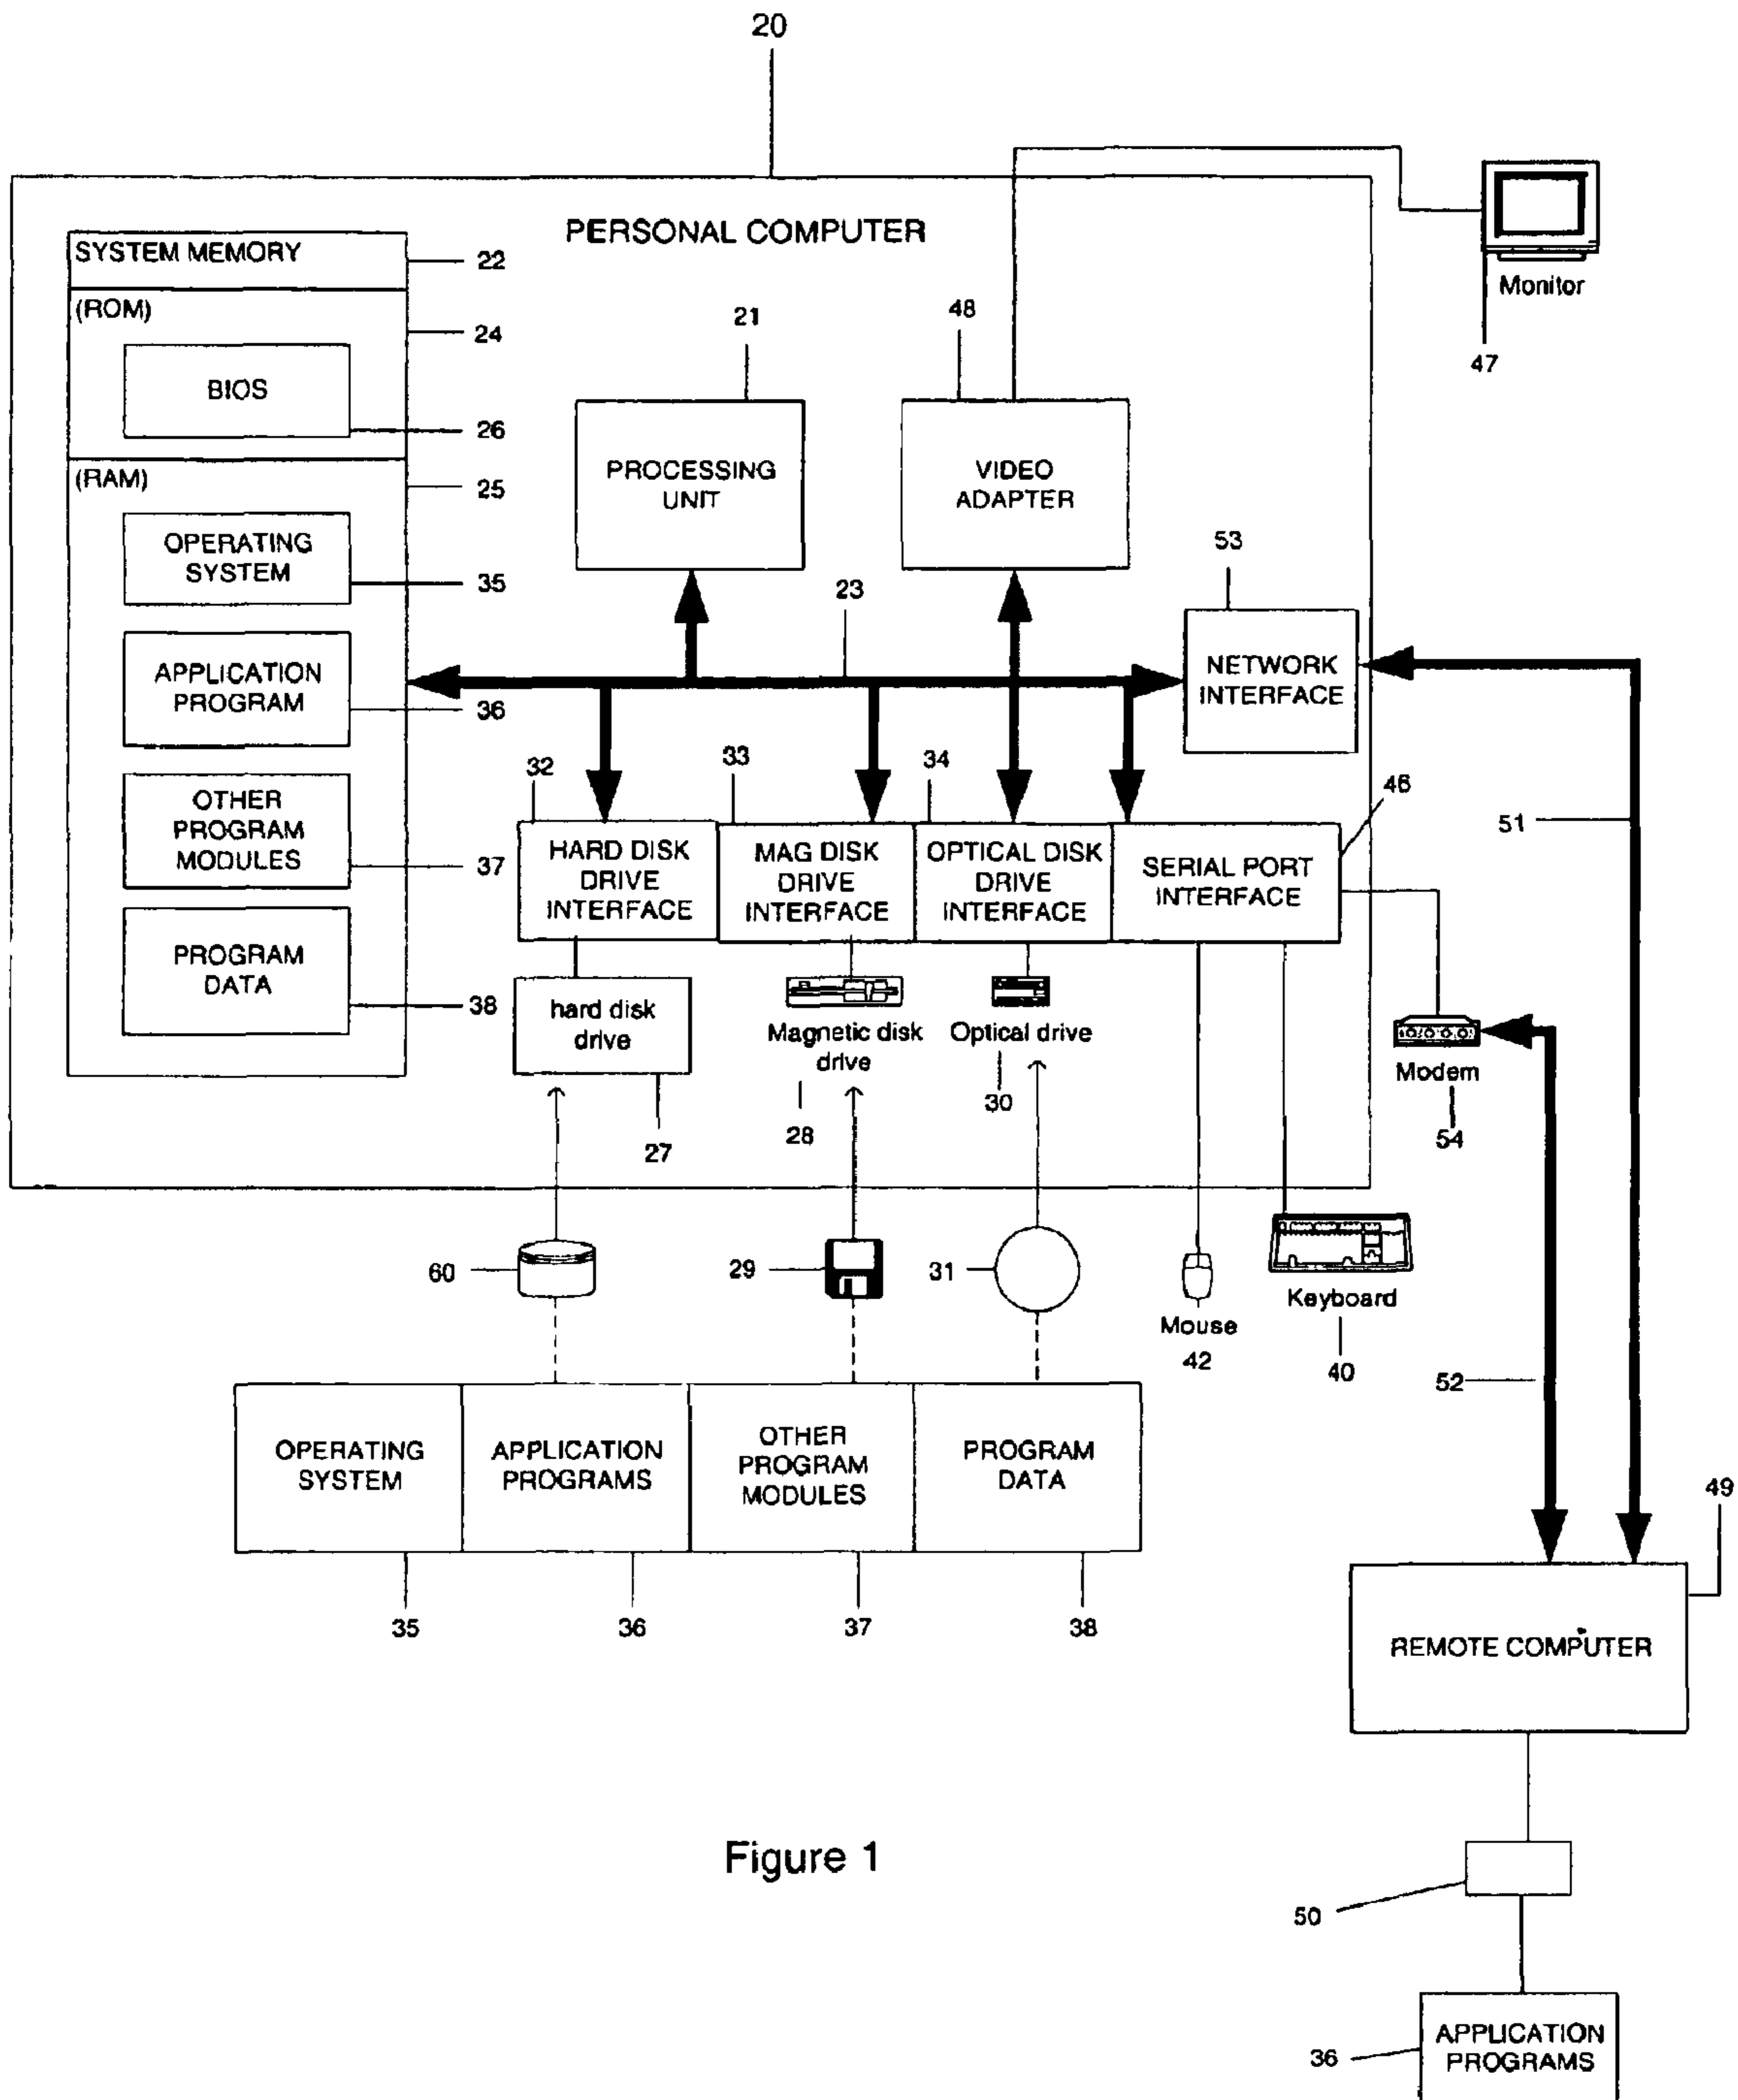 20
PERSONAL COMPUTER
SYSTEM MEMORY
22
(ROM)
24
BIOS
26
(RAM)
25
OPERATING
SYSTEM
35
APPLICATION
PROGRAM
36
OTHER
PROGRAM
MODULES
37
PROGRAM
DATA
38
21
PROCESSING
UNIT
48
VIDEO
ADAPTER
Monitor
47
23
53
NETWORK
INTERFACE
32
HARD DISK
DRIVE
INTERFACE
33
MAG DISK
DRIVE
INTERFACE
34
OPTICAL DISK
DRIVE
INTERFACE
46
SERIAL PORT
INTERFACE
51
hard disk
drive
27
Magnetic disk
drive
28
Optical drive
30
Modem
54
60
29
31
Mouse
42
Keyboard
40
52
OPERATING
SYSTEM
APPLICATION
PROGRAMS
OTHER
PROGRAM
MODULES
PROGRAM
DATA
35
36
37
38
49
REMOTE COMPUTER
Figure 1
50
36
APPLICATION
PROGRAMS